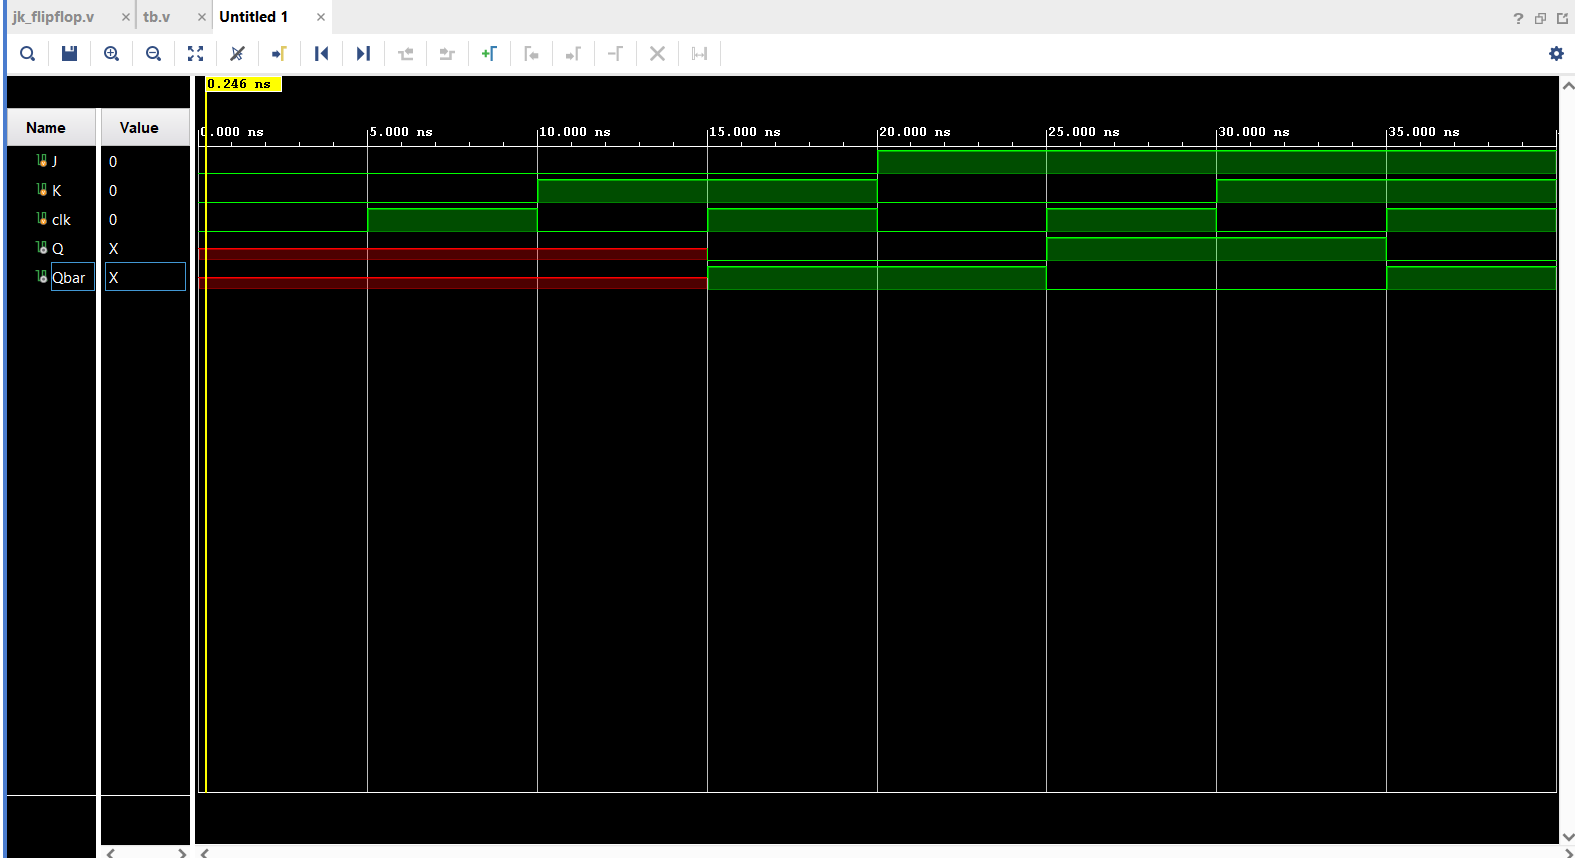 jk_flipflop.v × tb.v × Untitled 1 ×
?
0.246 ns
Name Value
0.000 ns 5.000 ns 10.000 ns 15.000 ns 20.000 ns 25.000 ns 30.000 ns 35.000 ns
J 0
K 0
clk 0
Q X
Qbar X